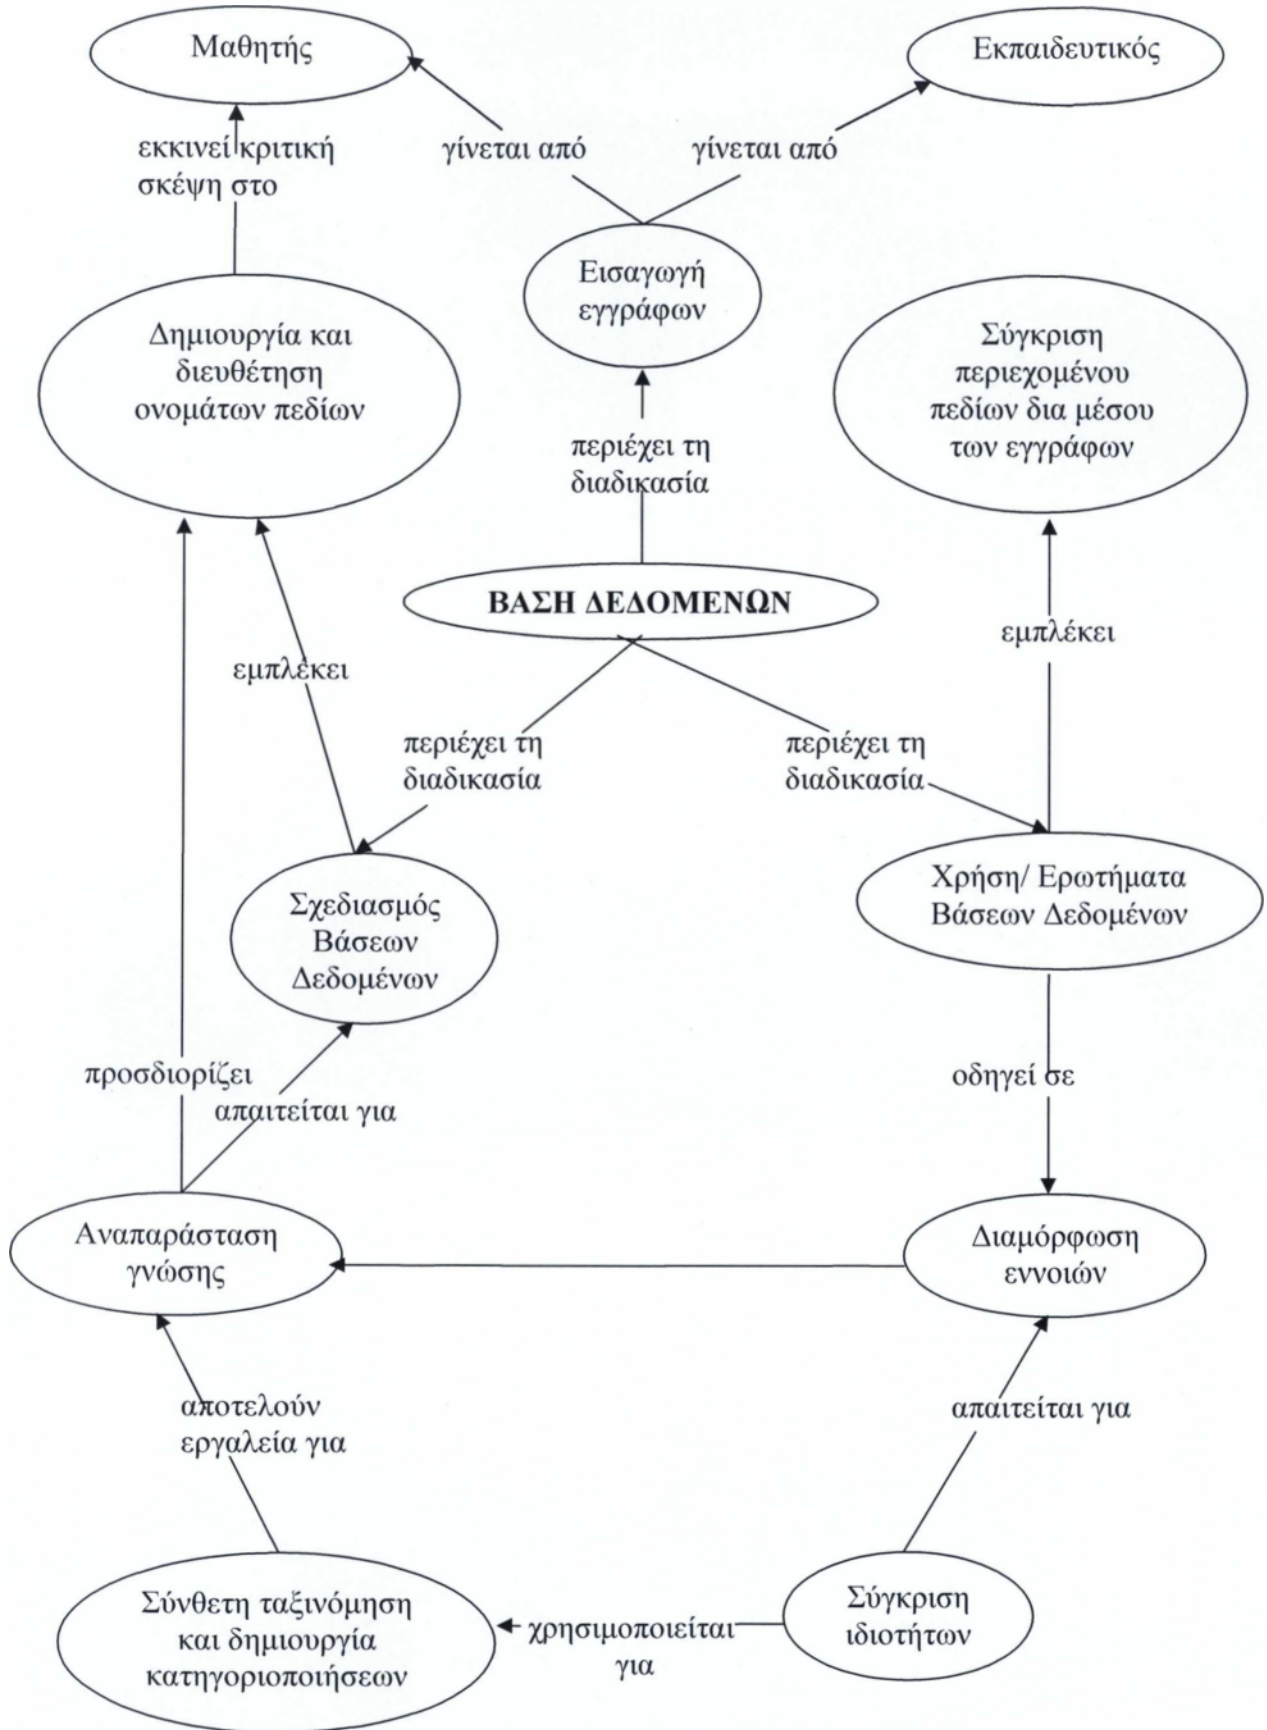 Μαθητής
Εκπαιδευτικός
εκκινεί κριτική
σκέψη στο
γίνεται από
γίνεται από
Εισαγωγή
εγγράφων
Δημιουργία και
διευθέτηση
ονομάτων πεδίων
Σύγκριση
περιεχομένου
πεδίων δια μέσου
των εγγράφων
περιέχει τη
διαδικασία
ΒΑΣΗ ΔΕΔΟΜΕΝΩΝ
εμπλέκει
εμπλέκει
περιέχει τη
διαδικασία
περιέχει τη
διαδικασία
Σχεδιασμός
Βάσεων
Δεδομένων
Χρήση/ Ερωτήματα
Βάσεων Δεδομένων
προσδιορίζει
απαιτείται για
οδηγεί σε
Αναπαράσταση
γνώσης
Διαμόρφωση
εννοιών
αποτελούν
εργαλεία για
απαιτείται για
Σύνθετη ταξινόμηση
και δημιουργία
κατηγοριοποιήσεων
χρησιμοποιείται
για
Σύγκριση
ιδιοτήτων